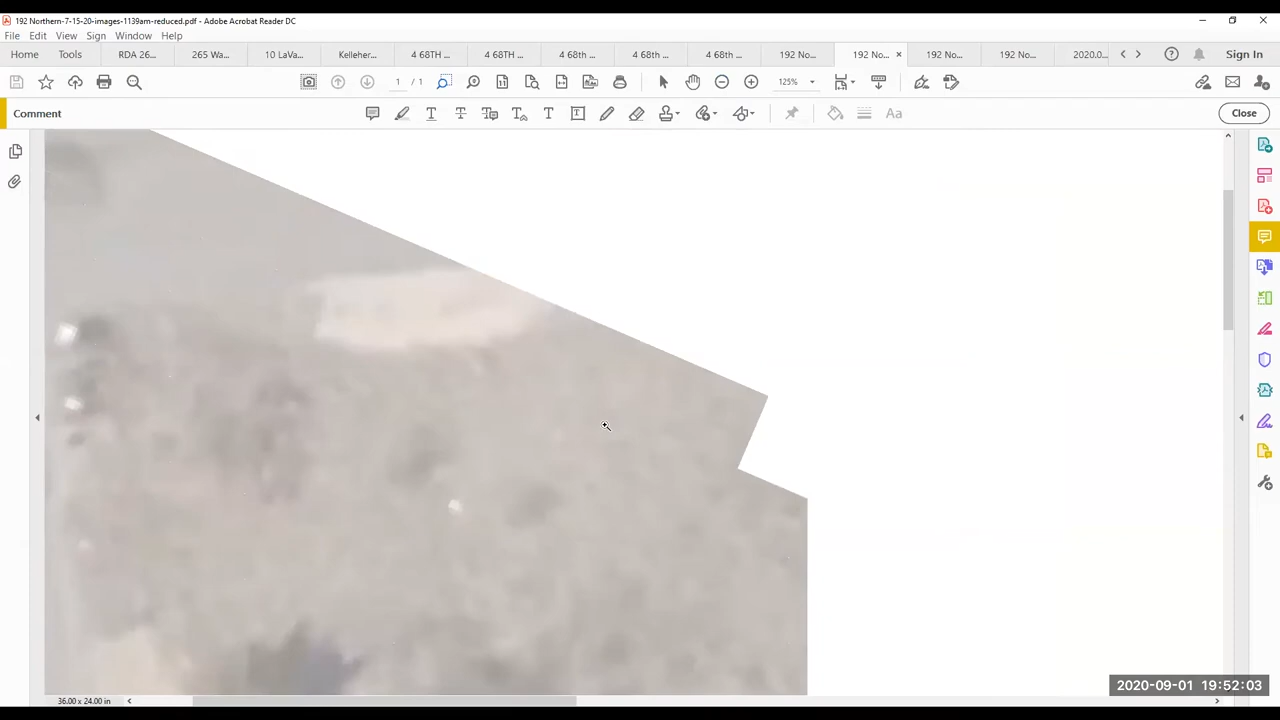 192 Northern-7-15-20-images-1139am-reduced.pdf - Adobe Acrobat Reader DC
File Edit View Sign Window Help
Home Tools RDA 26... 265 Wa... 10 LaVa... Kelleher... 4 68TH ... 4 68TH ... 4 68th ... 4 68th ... 4 68th ... 192 No... 192 No... × 192 No... 192 No... 2020.0... Sign In
1 / 1 125%
Comment Close
36.00 x 24.00 in
2020-09-01 19:52:03